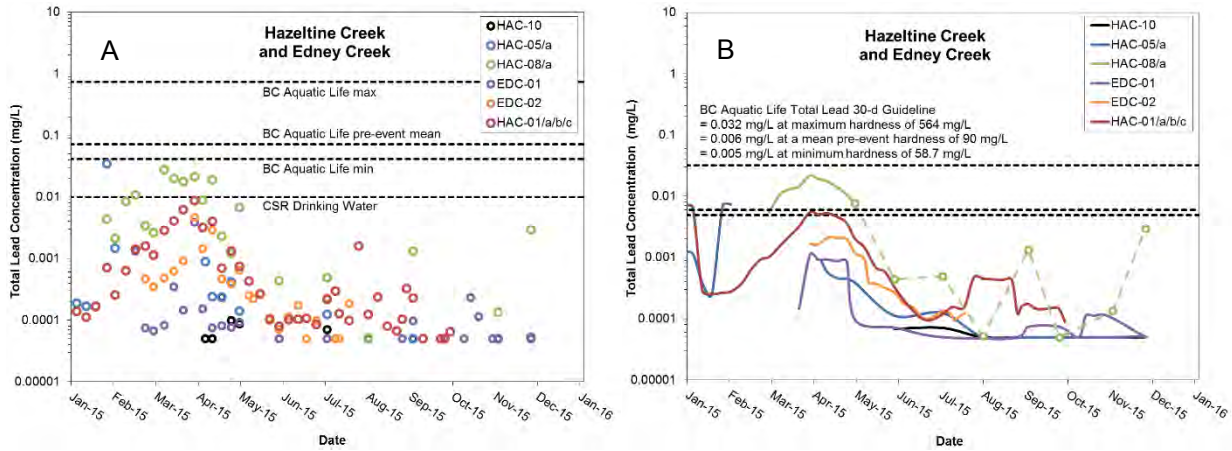 A
Hazeltine Creek
and Edney Creek
HAC-10
HAC-05/a
HAC-08/a
EDC-01
EDC-02
HAC-01/a/b/c
Total Lead Concentration (mg/L)
10
1
0.1
0.01
0.001
0.0001
0.00001
BC Aquatic Life max
BC Aquatic Life pre-event mean
BC Aquatic Life min
CSR Drinking Water
Jan-15
Feb-15
Mar-15
Apr-15
May-15
Jun-15
Jul-15
Aug-15
Sep-15
Oct-15
Nov-15
Dec-15
Jan-16
Date
B
Hazeltine Creek
and Edney Creek
HAC-10
HAC-05/a
HAC-08/a
EDC-01
EDC-02
HAC-01/a/b/c
Total Lead Concentration (mg/L)
10
1
0.1
0.01
0.001
0.0001
0.00001
BC Aquatic Life Total Lead 30-d Guideline
= 0.032 mg/L at maximum hardness of 564 mg/L
= 0.006 mg/L at a mean pre-event hardness of 90 mg/L
= 0.005 mg/L at minimum hardness of 58.7 mg/L
Jan-15
Feb-15
Mar-15
Apr-15
May-15
Jun-15
Jul-15
Aug-15
Sep-15
Oct-15
Nov-15
Dec-15
Jan-16
Date